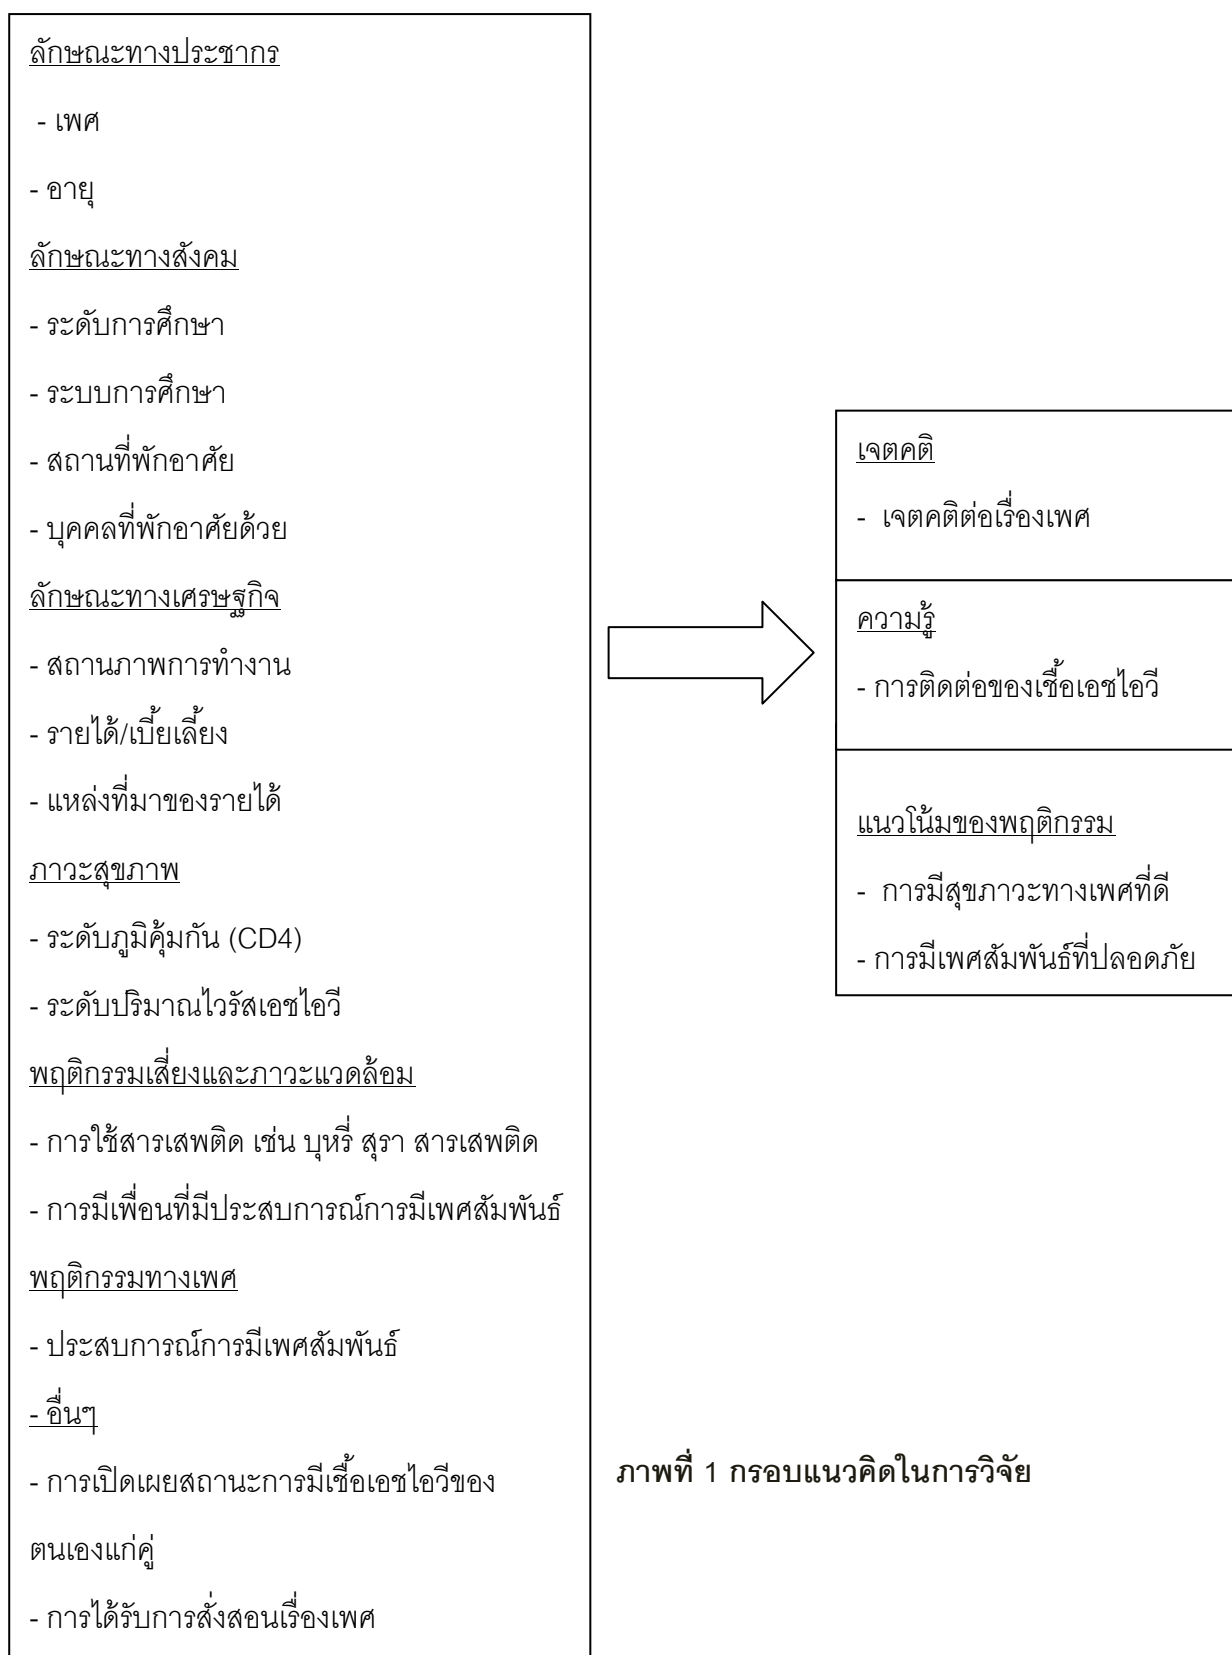 ลักษณะทางประชากร
- เพศ
- อายุ
ลักษณะทางสังคม
- ระดับการศึกษา
- ระบบการศึกษา
- สถานที่พักอาศัย
- บุคคลที่พักอาศัยด้วย
ลักษณะทางเศรษฐกิจ
- สถานภาพการทำงาน
- รายได้/เบี้ยเลี้ยง
- แหล่งที่มาของรายได้
ภาวะสุขภาพ
- ระดับภูมิคุ้มกัน (CD4)
- ระดับปริมาณไวรัสเอชไอวี
พฤติกรรมเสี่ยงและภาวะแวดล้อม
- การใช้สารเสพติด เช่น บุหรี่ สุรา สารเสพติด
- การมีเพื่อนที่มีประสบการณ์การมีเพศสัมพันธ์
พฤติกรรมทางเพศ
- ประสบการณ์การมีเพศสัมพันธ์
- อื่นๆ
- การเปิดเผยสถานะการมีเชื้อเอชไอวีของ
ตนเองแก่คู่
- การได้รับการสั่งสอนเรื่องเพศ
เจตคติ
- เจตคติต่อเรื่องเพศ
ความรู้
- การติดต่อของเชื้อเอชไอวี
แนวโน้มของพฤติกรรม
- การมีสุขภาวะทางเพศที่ดี
- การมีเพศสัมพันธ์ที่ปลอดภัย
ภาพที่ 1 กรอบแนวคิดในการวิจัย